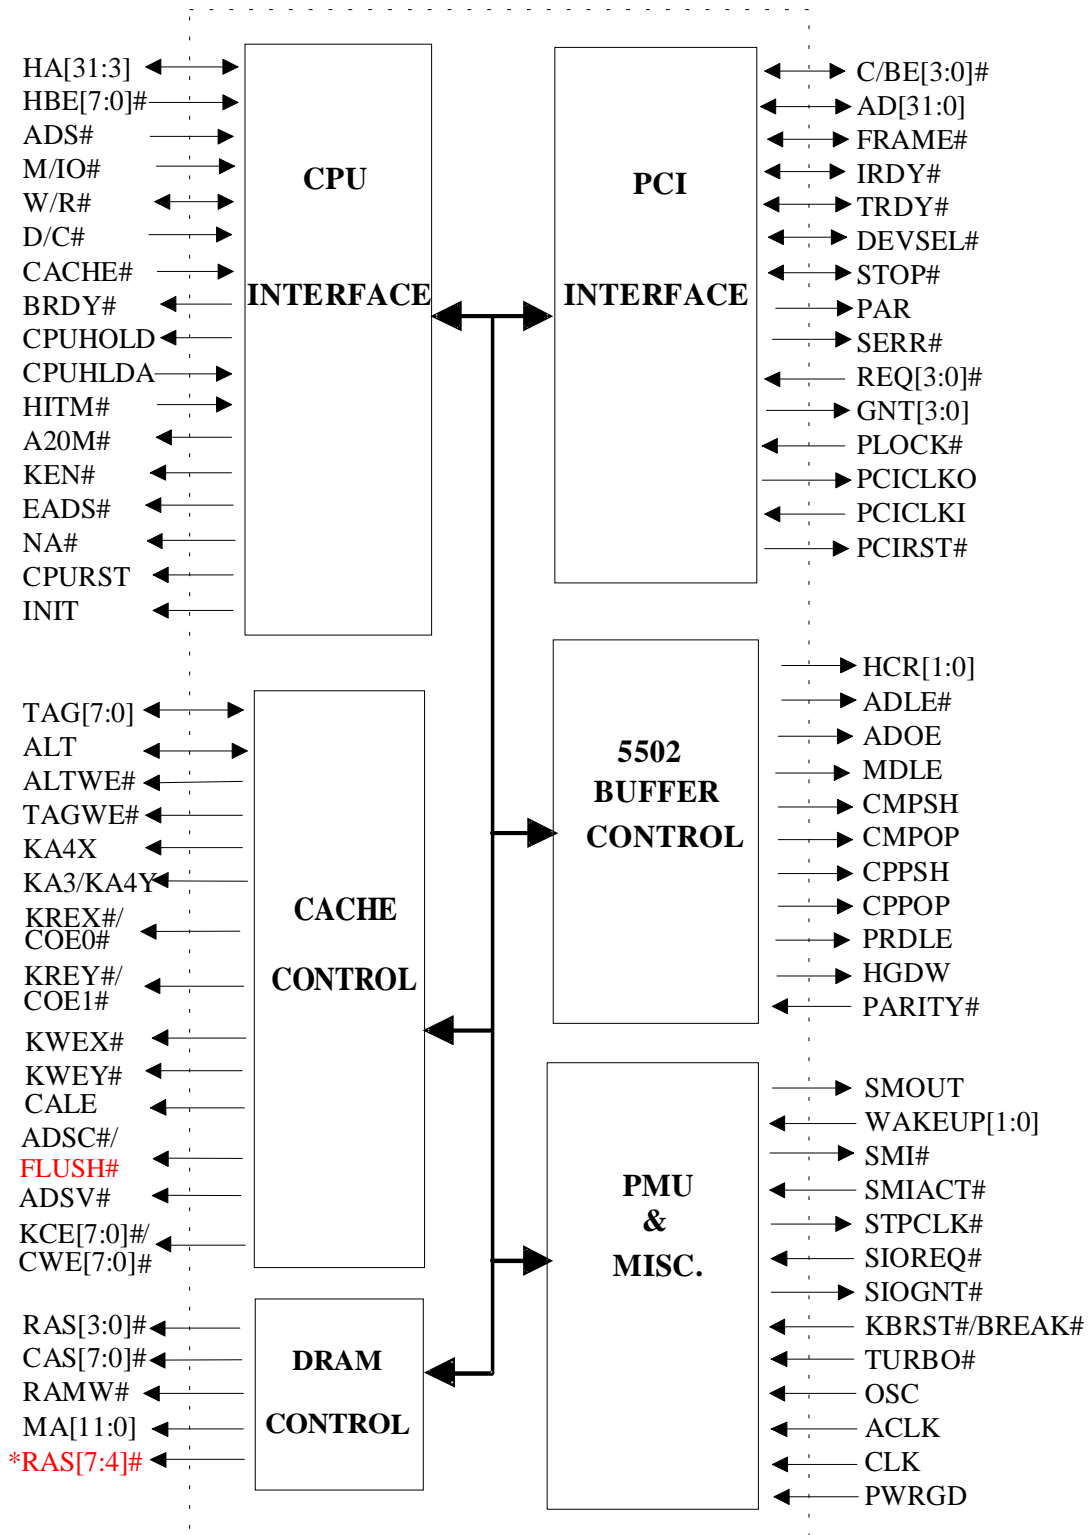 HA[31:3]
HBE[7:0]#
ADS#
M/IO#
W/R#
D/C#
CACHE#
BRDY#
CPUHOLD
CPUHLDA
HITM#
A20M#
KEN#
EADS#
NA#
CPURST
INIT
CPU
INTERFACE
PCI
INTERFACE
C/BE[3:0]#
AD[31:0]
FRAME#
IRDY#
TRDY#
DEVSEL#
STOP#
PAR
SERR#
REQ[3:0]#
GNT[3:0]
PLOCK#
PCICLKO
PCICLKI
PCIRST#
TAG[7:0]
ALT
ALTWE#
TAGWE#
KA4X
KA3/KA4Y
KREX#/
COE0#
KREY#/
COE1#
KWEX#
KWEY#
CALE
ADSC#/
FLUSH#
ADSV#
KCE[7:0]#/
CWE[7:0]#
CACHE
CONTROL
5502
BUFFER
CONTROL
HCR[1:0]
ADLE#
ADOE
MDLE
CMPSH
CMPOP
CPPSH
CPPOP
PRDLE
HGDW
PARITY#
RAS[3:0]#
CAS[7:0]#
RAMW#
MA[11:0]
*RAS[7:4]#
DRAM
CONTROL
PMU
&
MISC.
SMOUT
WAKEUP[1:0]
SMI#
SMIACT#
STPCLK#
SIOREQ#
SIOGNT#
KBRST#/BREAK#
TURBO#
OSC
ACLK
CLK
PWRGD